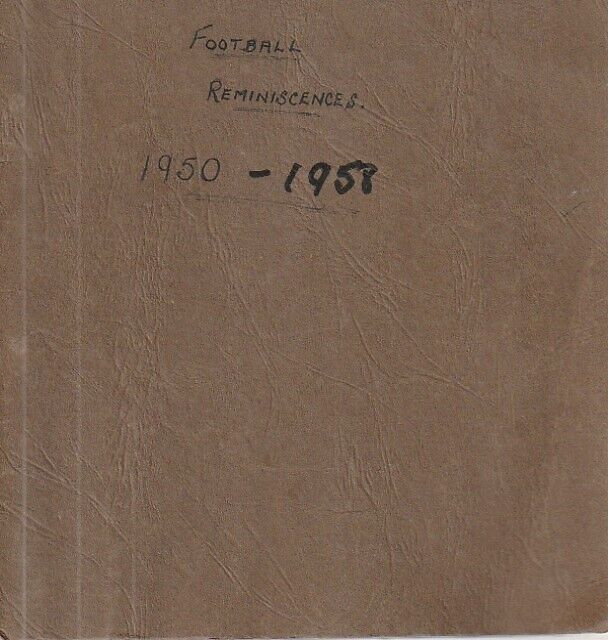 FOOTBALL
REMINISCENCES.
1950 - 1958